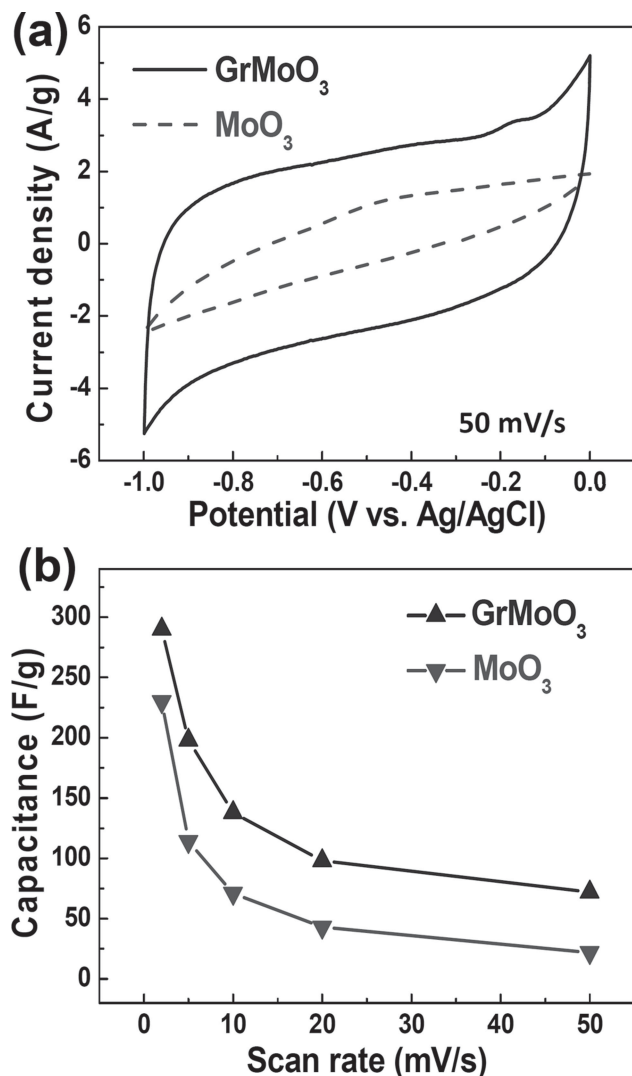 (a)
6
4
2
0
-2
-4
-6
Current density (A/g)
GrMoO₃
MoO₃
50 mV/s
-1.0 -0.8 -0.6 -0.4 -0.2 0.0
Potential (V vs. Ag/AgCl)
(b)
300
250
200
150
100
50
0
Capacitance (F/g)
GrMoO₃
MoO₃
0 10 20 30 40 50
Scan rate (mV/s)